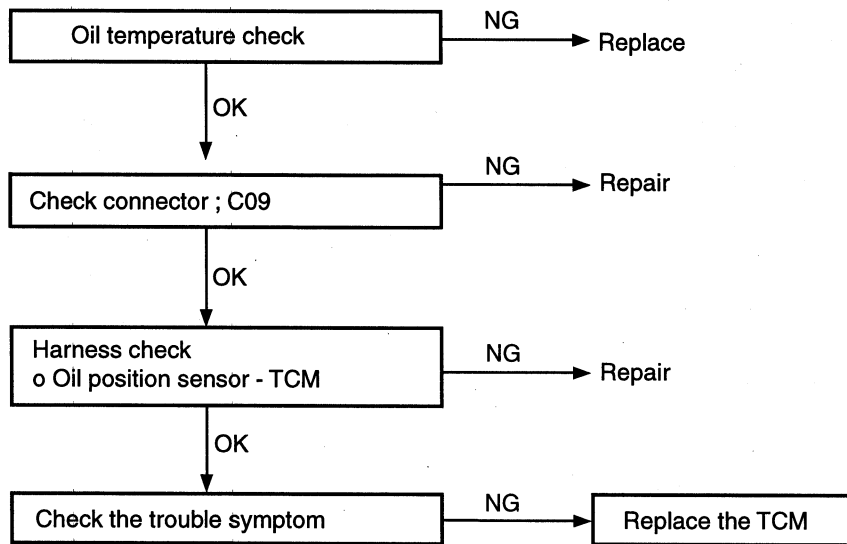 Oil temperature check
NG
Replace
OK
Check connector ; C09
NG
Repair
OK
Harness check
o Oil position sensor - TCM
NG
Repair
OK
Check the trouble symptom
NG
Replace the TCM